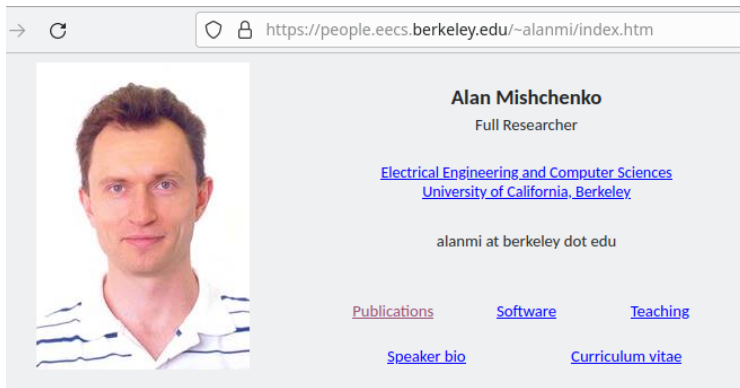 https://people.eecs.berkeley.edu/~alanmi/index.htm
Alan Mishchenko
Full Researcher
Electrical Engineering and Computer Sciences
University of California, Berkeley
alanmi at berkeley dot edu
Publications Software Teaching
Speaker bio Curriculum vitae